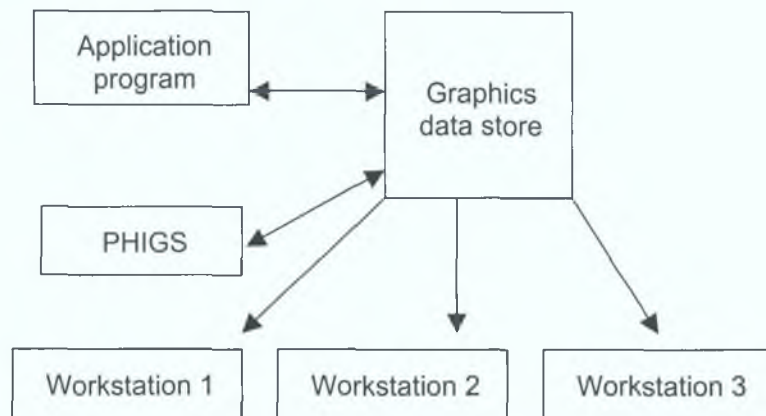 Application
program
Graphics
data store
PHIGS
Workstation 1
Workstation 2
Workstation 3